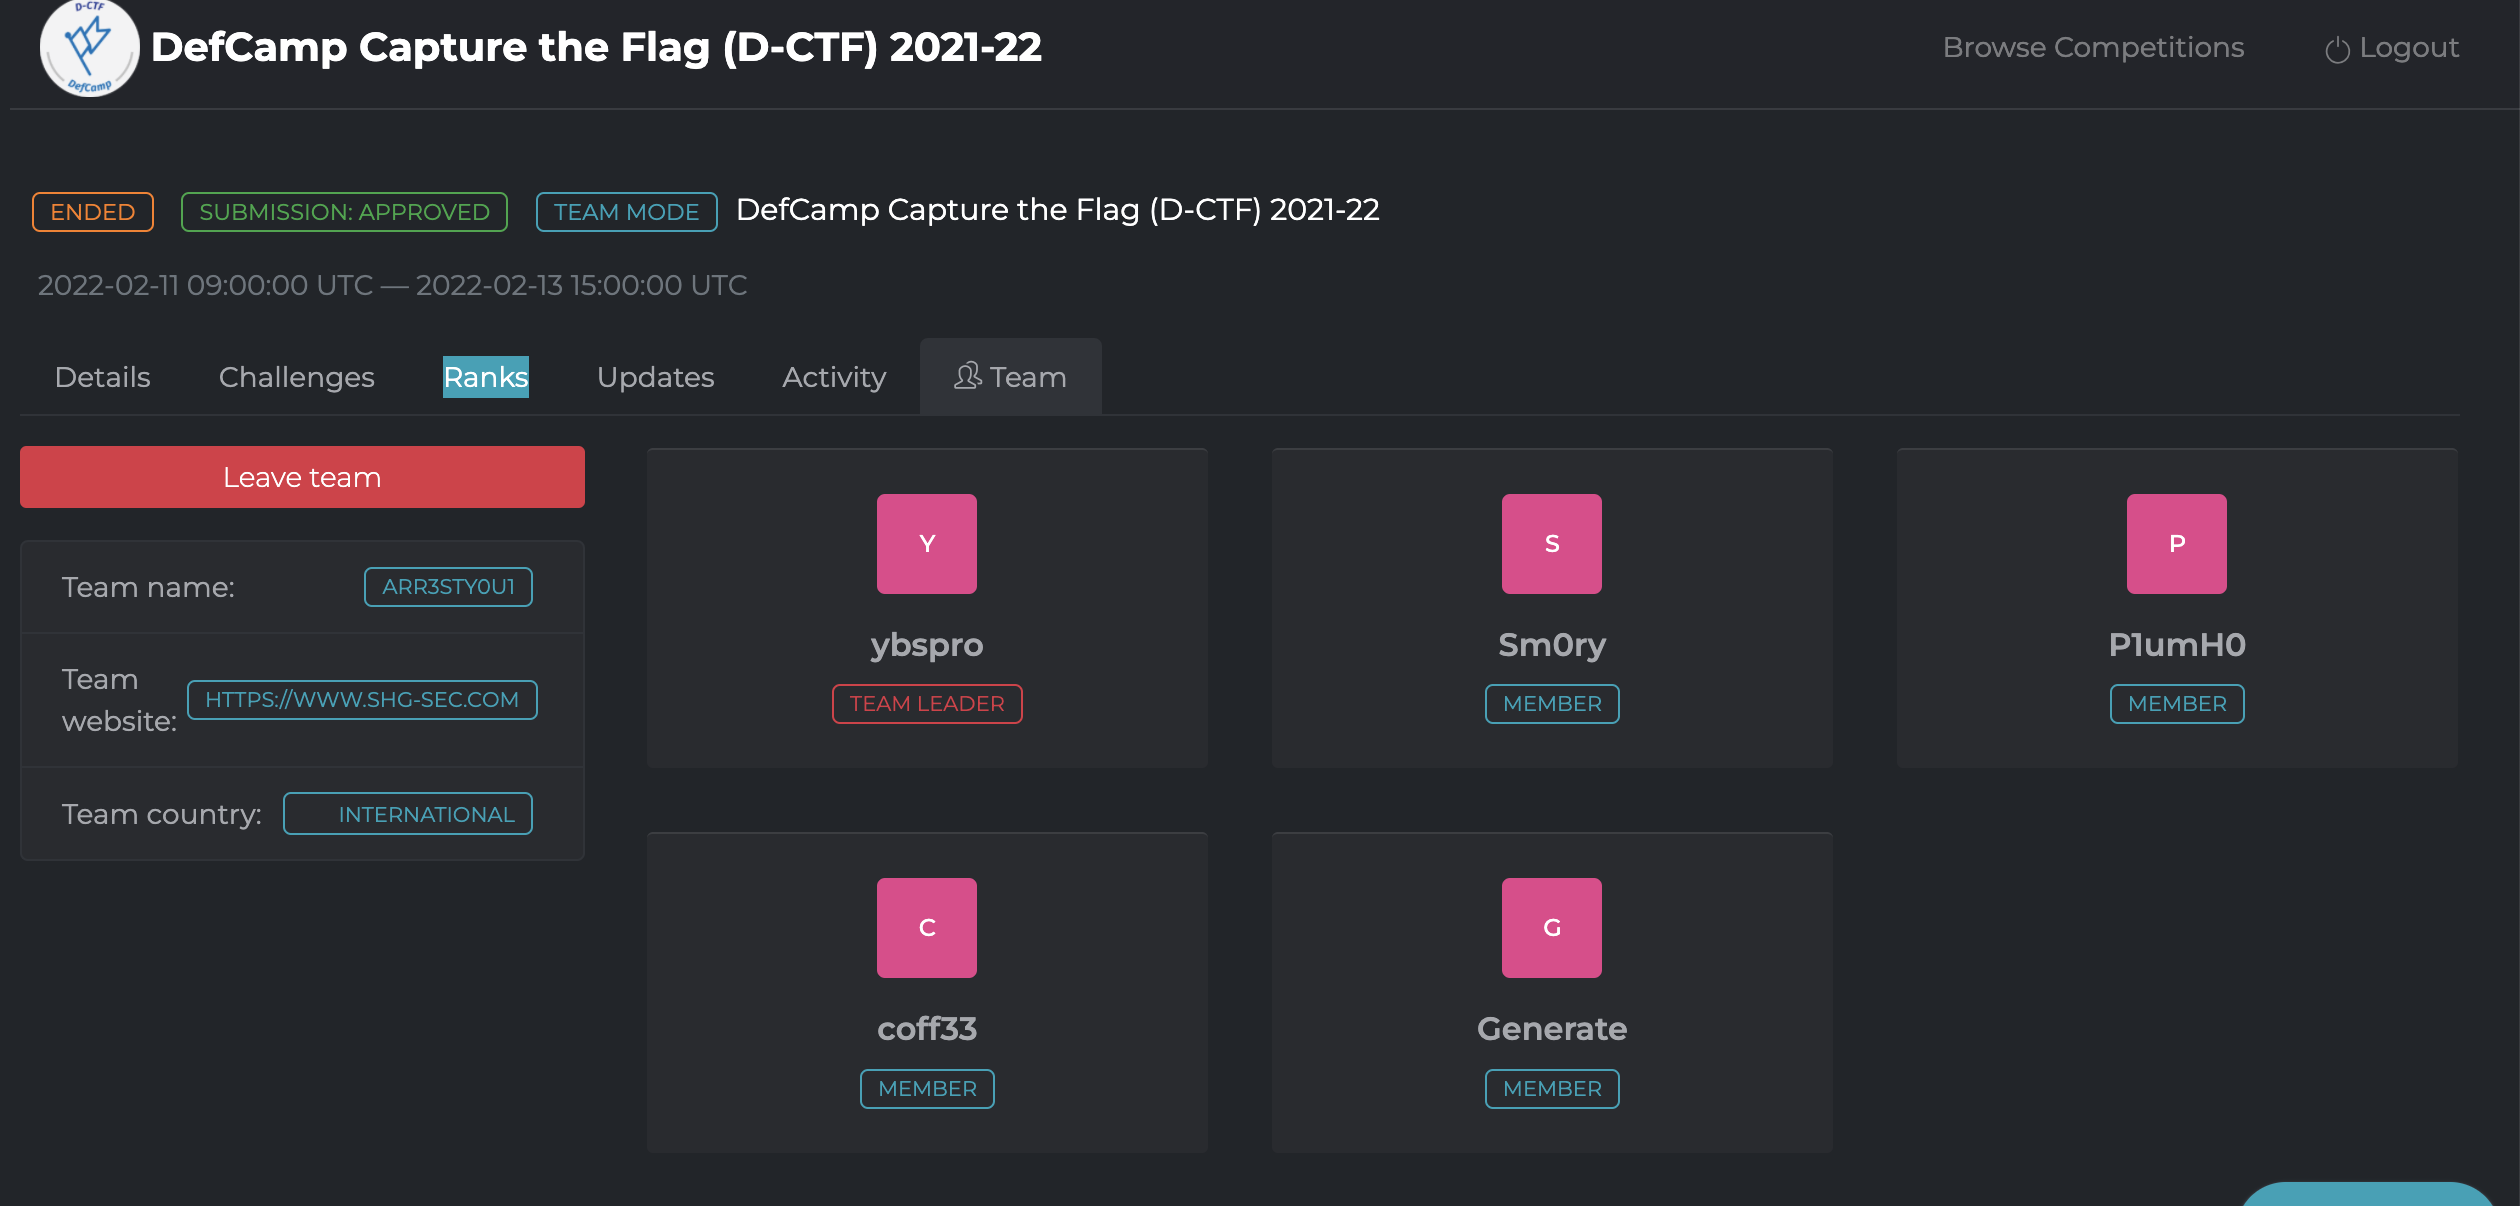 D-CTF
DefCamp
DefCamp Capture the Flag (D-CTF) 2021-22
Browse Competitions
Logout
ENDED
SUBMISSION: APPROVED
TEAM MODE
DefCamp Capture the Flag (D-CTF) 2021-22
2022-02-11 09:00:00 UTC — 2022-02-13 15:00:00 UTC
Details
Challenges
Ranks
Updates
Activity
Team
Leave team
Team name:
ARR3STY0U1
Team
website:
HTTPS://WWW.SHG-SEC.COM
Team country:
INTERNATIONAL
Y
ybspro
TEAM LEADER
S
Sm0ry
MEMBER
P
P1umH0
MEMBER
C
coff33
MEMBER
G
Generate
MEMBER